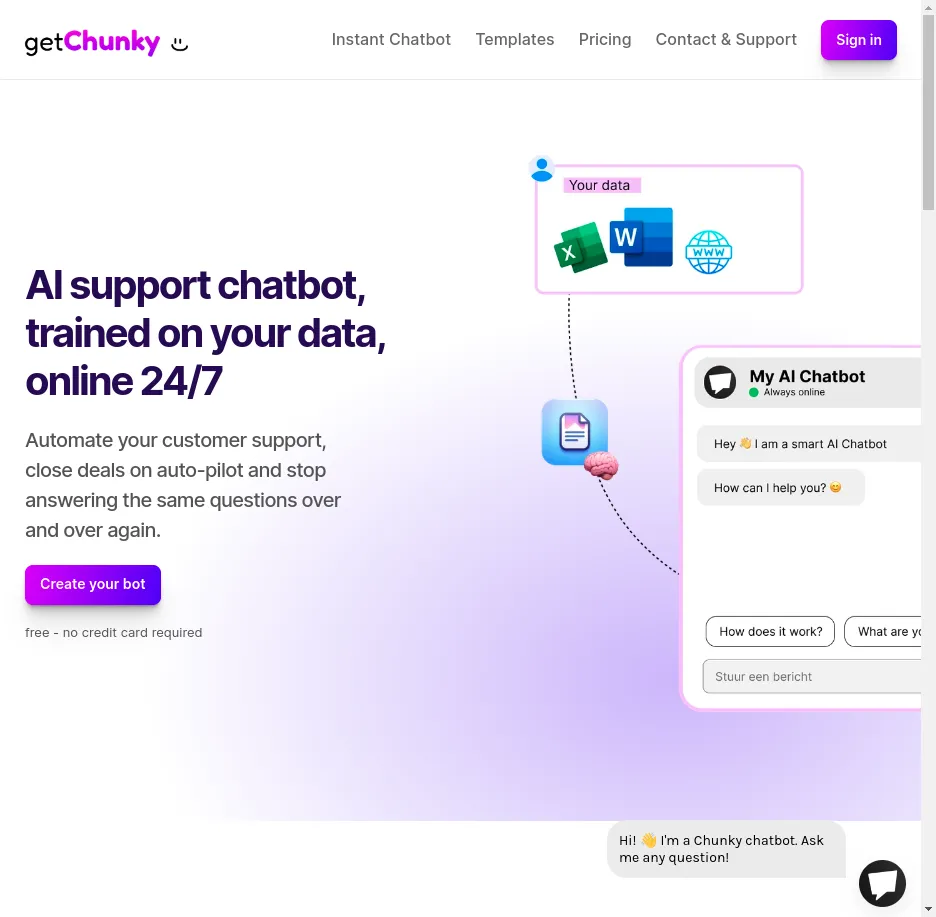 getChunky
Instant Chatbot
Templates
Pricing
Contact & Support
Sign in
AI support chatbot,
trained on your data,
online 24/7
Automate your customer support,
close deals on auto-pilot and stop
answering the same questions over
and over again.
Create your bot
free - no credit card required
Your data
X
W
WWW
My AI Chatbot
Always online
Hey 👋 I am a smart AI Chatbot
How can I help you? 😊
How does it work?
What are yo
Stuur een bericht
Hi! 👋 I'm a Chunky chatbot. Ask
me any question!